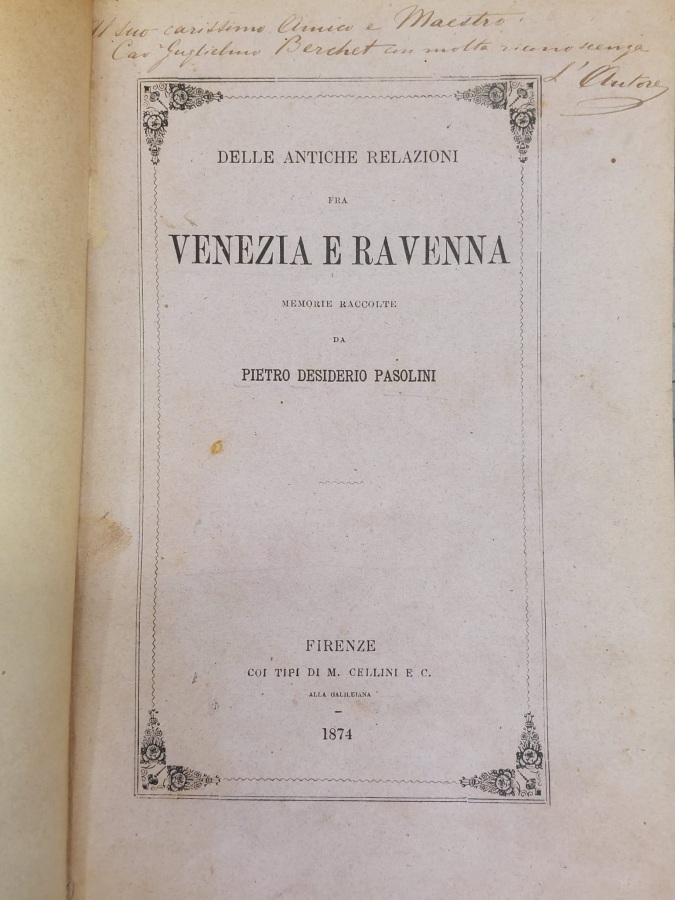 Al suo carissimo Amico e Maestro
Cav Guglielmo Berchet con molta riconoscenza
L'Autore
DELLE ANTICHE RELAZIONI
FRA
VENEZIA E RAVENNA
MEMORIE RACCOLTE
DA
PIETRO DESIDERIO PASOLINI
FIRENZE
COI TIPI DI M. CELLINI E C.
ALLA GALILEIANA
1874